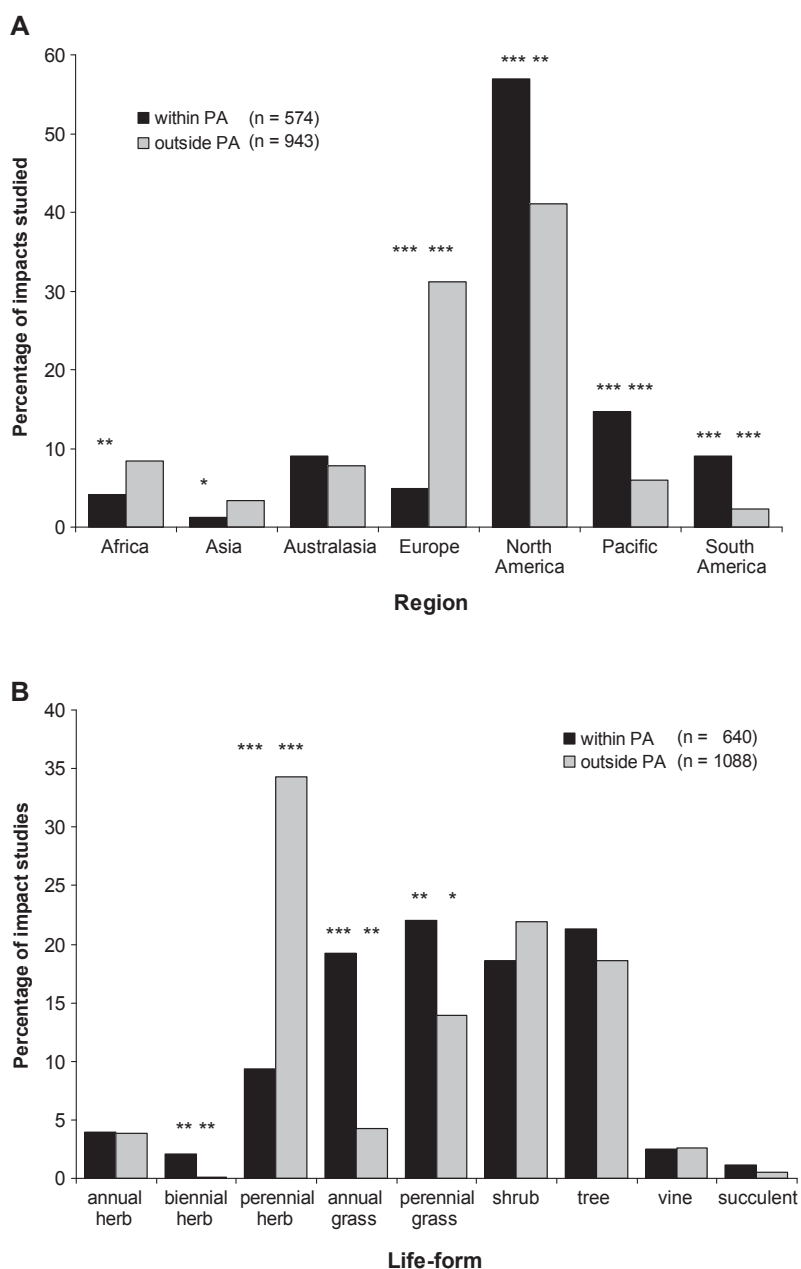 A
Percentage of impacts studied
60
50
40
30
20
10
0
within PA (n = 574)
outside PA (n = 943)
** * *** *** *** ** *** *** *** ***
Africa Asia Australasia Europe North America Pacific South America
Region
B
Percentage of impact studies
40
35
30
25
20
15
10
5
0
within PA (n = 640)
outside PA (n = 1088)
** ** *** *** *** ** ** *
annual herb biennial herb perennial herb annual grass perennial grass shrub tree vine succulent
Life-form